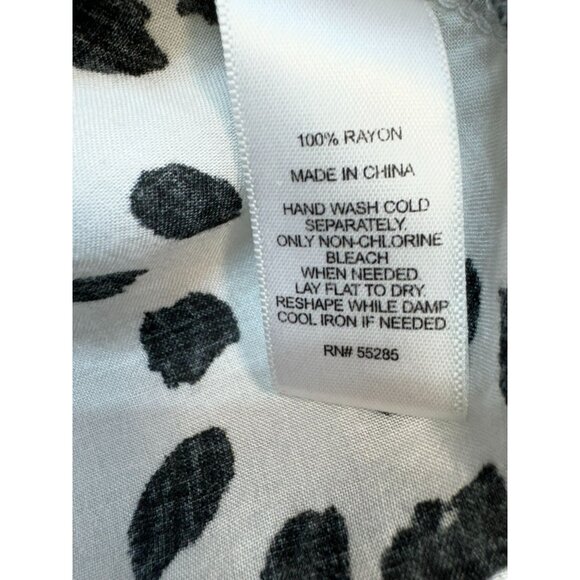 100% RAYON
MADE IN CHINA
HAND WASH COLD
SEPARATELY.
ONLY NON-CHLORINE
BLEACH
WHEN NEEDED.
LAY FLAT TO DRY.
RESHAPE WHILE DAMP.
COOL IRON IF NEEDED.
RN# 55285